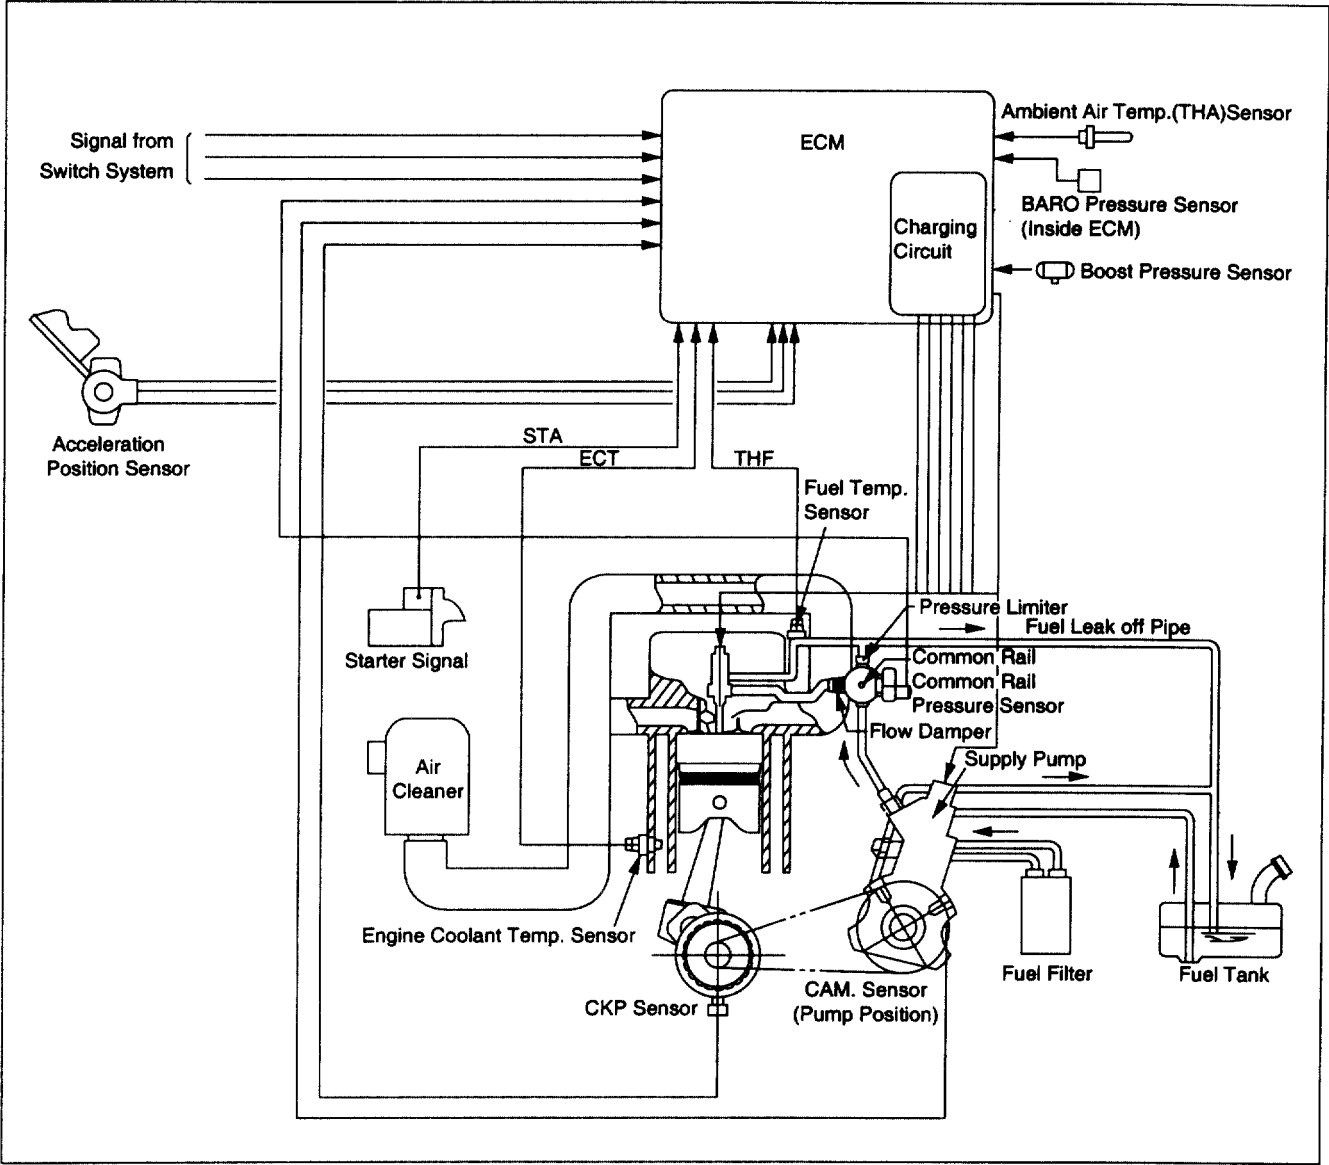 Signal from
Switch System
ECM
Ambient Air Temp.(THA)Sensor
BARO Pressure Sensor
(Inside ECM)
Charging
Circuit
Boost Pressure Sensor
Acceleration
Position Sensor
STA
ECT
THF
Fuel Temp.
Sensor
Pressure Limiter
Fuel Leak off Pipe
Starter Signal
Common Rail
Common Rail
Pressure Sensor
Flow Damper
Supply Pump
Air
Cleaner
Engine Coolant Temp. Sensor
CKP Sensor
CAM. Sensor
(Pump Position)
Fuel Filter
Fuel Tank